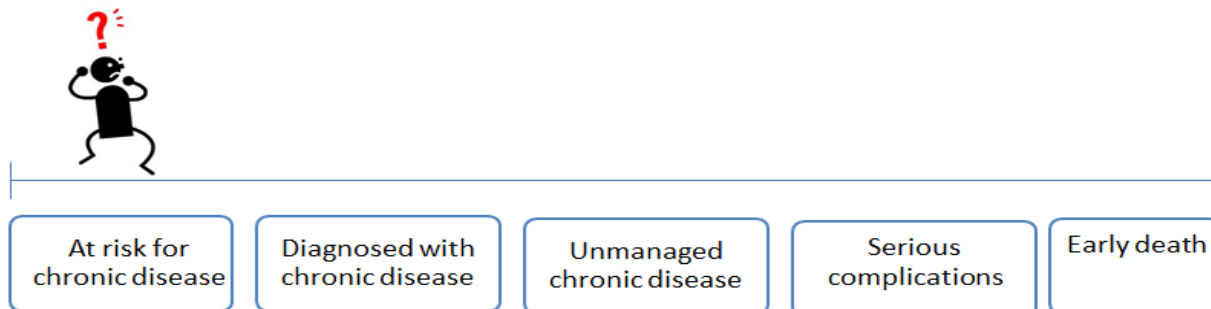 ?
At risk for
chronic disease
Diagnosed with
chronic disease
Unmanaged
chronic disease
Serious
complications
Early death